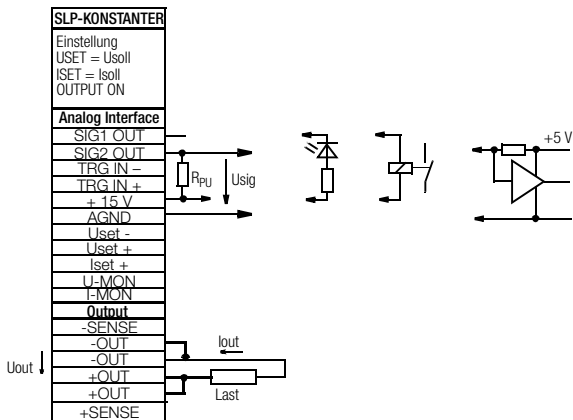 SLP-KONSTANTER
Einstellung
USET = Usoll
ISET = Isoll
OUTPUT ON
Analog Interface
SIG1 OUT
SIG2 OUT
TRG IN –
TRG IN +
+ 15 V
AGND
Uset -
Uset +
Iset +
U-MON
I-MON
Output
-SENSE
-OUT
-OUT
+OUT
+OUT
+SENSE
RPU
Usig
+5 V
Iout
Uout
Last